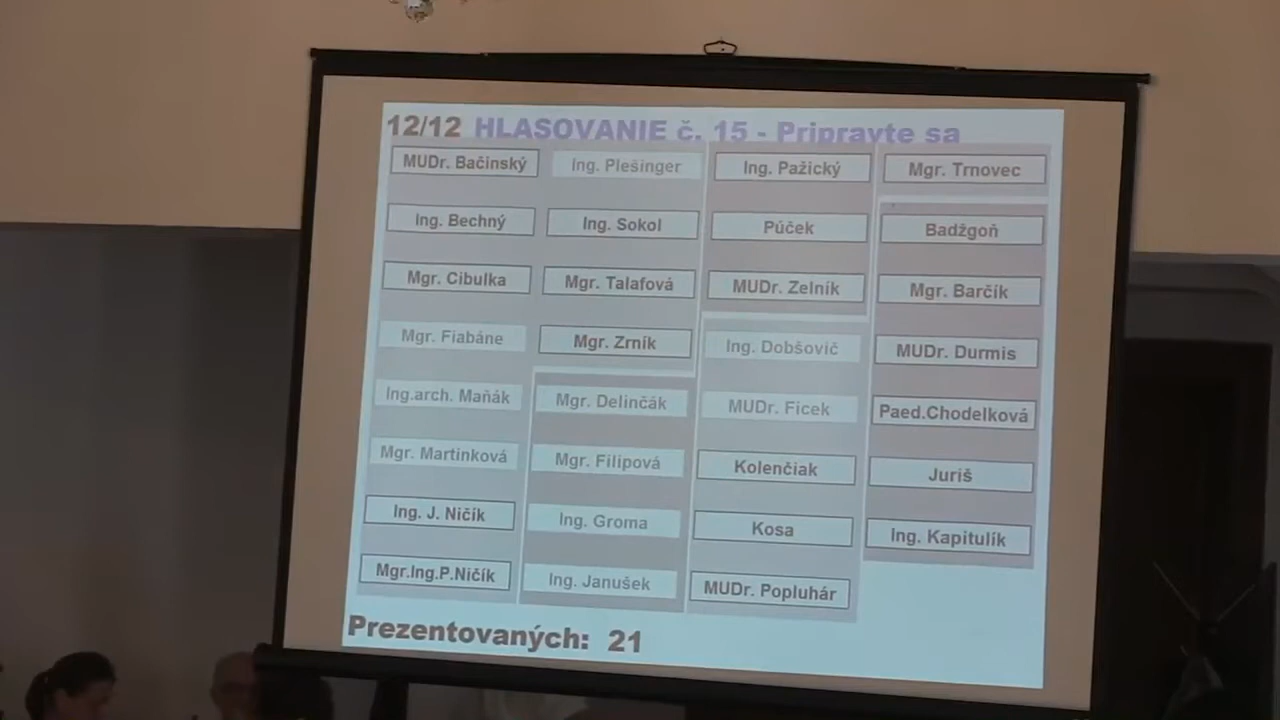 12/12 HLASOVANIE č. 15 - Pripravte sa
MUDr. Bačinský
Ing. Bechný
Mgr. Cibulka
Mgr. Fiabáne
Ing.arch. Maňák
Mgr. Martinková
Ing. J. Ničík
Mgr.Ing.P.Ničík
Ing. Plešinger
Ing. Sokol
Mgr. Talafová
Mgr. Zrník
Mgr. Delinčák
Mgr. Filipová
Ing. Groma
Ing. Janušek
Ing. Pažický
Púček
MUDr. Zelník
Ing. Dobšovič
MUDr. Ficek
Kolenčiak
Kosa
MUDr. Popluhár
Mgr. Trnovec
Badžgoň
Mgr. Barčík
MUDr. Durmis
Paed.Chodelková
Juriš
Ing. Kapitulík
Prezentovaných: 21